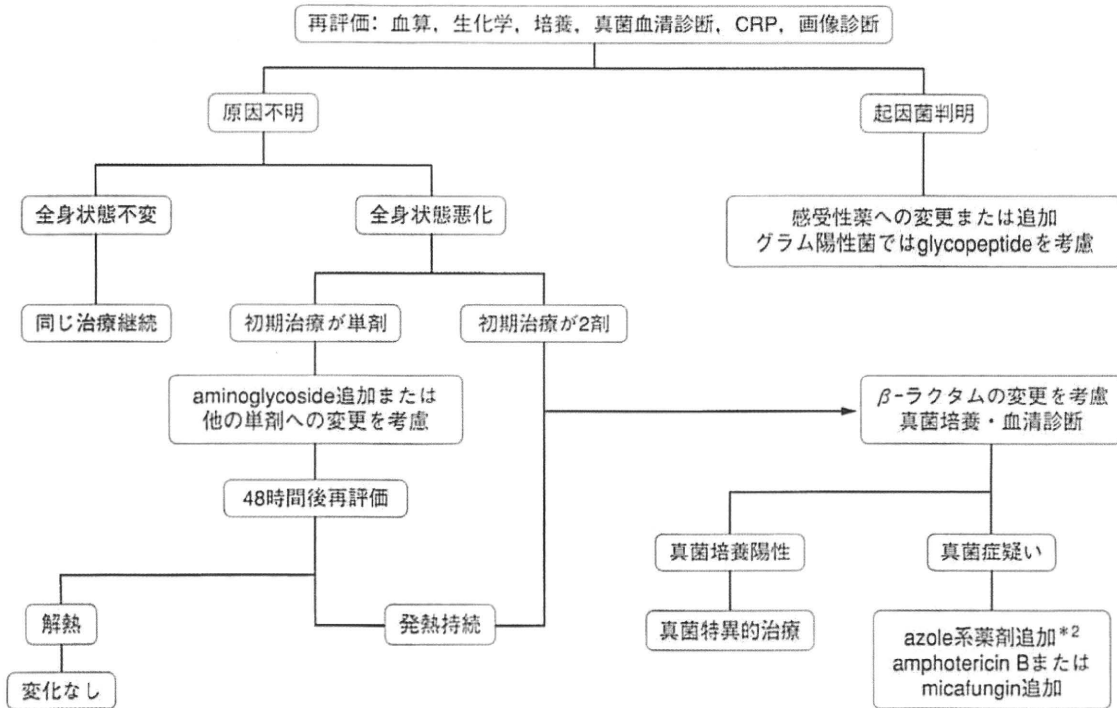 再評価：血算，生化学，培養，真菌血清診断，CRP，画像診断
原因不明
起因菌判明
全身状態不変
全身状態悪化
感受性薬への変更または追加
グラム陽性菌ではglycopeptideを考慮
同じ治療継続
初期治療が単剤
初期治療が2剤
aminoglycoside追加または
他の単剤への変更を考慮
β-ラクタムの変更を考慮
真菌培養・血清診断
48時間後再評価
真菌培養陽性
真菌症疑い
解熱
発熱持続
真菌特異的治療
azole系薬剤追加*2
amphotericin Bまたは
micafungin追加
変化なし